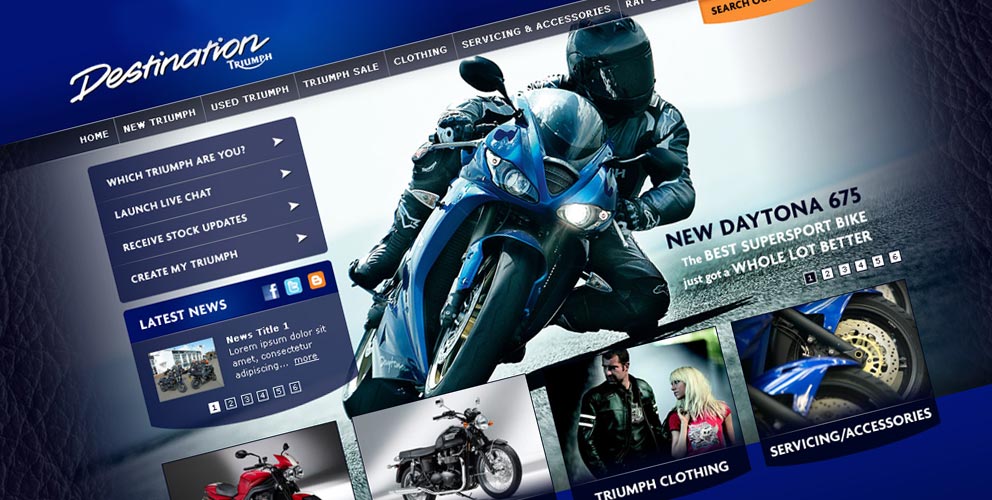 Destination
TRIUMPH
HOME
NEW TRIUMPH
USED TRIUMPH
TRIUMPH SALE
CLOTHING
SERVICING & ACCESSORIES
SEARCH
WHICH TRIUMPH ARE YOU?
LAUNCH LIVE CHAT
RECEIVE STOCK UPDATES
CREATE MY TRIUMPH
LATEST NEWS
News Title 1
Lorem ipsum dolor sit
amet, consectetur
adipiscing... more
1 2 3 4 5 6
NEW DAYTONA 675
The BEST SUPERSPORT BIKE
just got a WHOLE LOT BETTER
1 2 3 4 5 6
TRIUMPH CLOTHING
SERVICING/ACCESSORIES